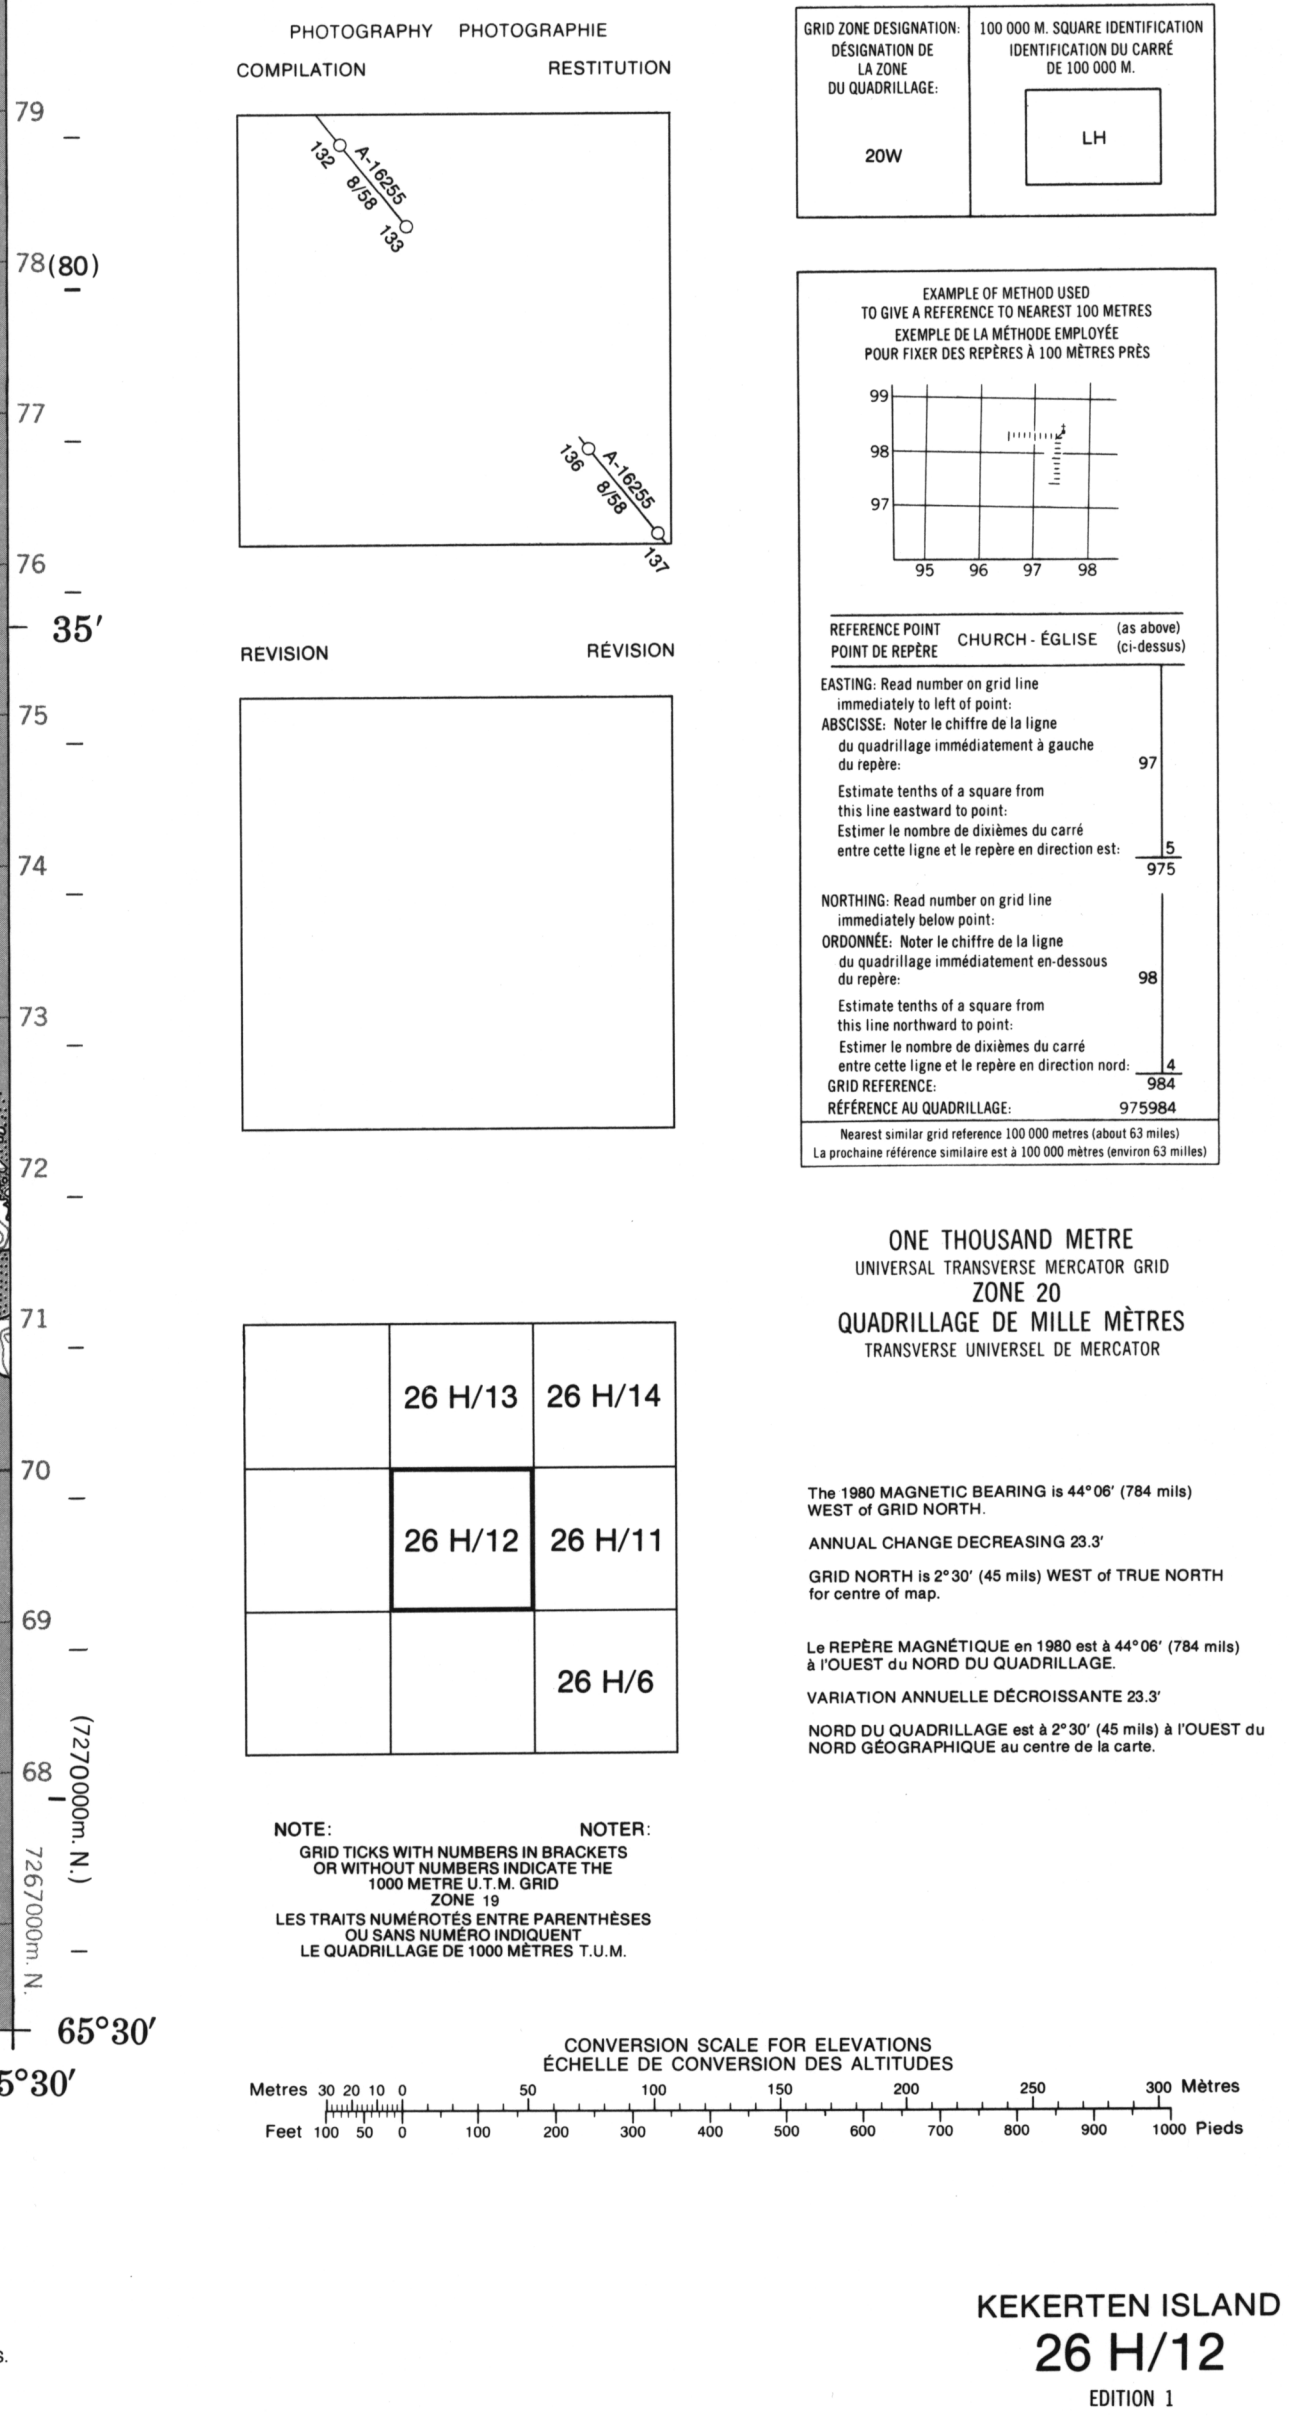 79
78(80)
77
76
35′
75
74
73
72
71
70
69
68
(7270000m. N.)
7267000m. N.
65°30′
5°30′
s.
PHOTOGRAPHY PHOTOGRAPHIE
COMPILATION RESTITUTION
132
A-16255
8/58
133
136
A-16255
8/58
137
REVISION RÉVISION
26 H/13 26 H/14
26 H/12 26 H/11
26 H/6
NOTE: NOTER:
GRID TICKS WITH NUMBERS IN BRACKETS
OR WITHOUT NUMBERS INDICATE THE
1000 METRE U.T.M. GRID
ZONE 19
LES TRAITS NUMÉROTÉS ENTRE PARENTHÈSES
OU SANS NUMÉRO INDIQUENT
LE QUADRILLAGE DE 1000 MÈTRES T.U.M.
GRID ZONE DESIGNATION:
DÉSIGNATION DE
LA ZONE
DU QUADRILLAGE:
20W
100 000 M. SQUARE IDENTIFICATION
IDENTIFICATION DU CARRÉ
DE 100 000 M.
LH
EXAMPLE OF METHOD USED
TO GIVE A REFERENCE TO NEAREST 100 METRES
EXEMPLE DE LA MÉTHODE EMPLOYÉE
POUR FIXER DES REPÈRES À 100 MÈTRES PRÈS
99
98
97
95 96 97 98
REFERENCE POINT
POINT DE REPÈRE
CHURCH - ÉGLISE
(as above)
(ci-dessus)
EASTING: Read number on grid line
immediately to left of point:
ABSCISSE: Noter le chiffre de la ligne
du quadrillage immédiatement à gauche
du repère: 97
Estimate tenths of a square from
this line eastward to point:
Estimer le nombre de dixièmes du carré
entre cette ligne et le repère en direction est: 5
975
NORTHING: Read number on grid line
immediately below point:
ORDONNÉE: Noter le chiffre de la ligne
du quadrillage immédiatement en-dessous
du repère: 98
Estimate tenths of a square from
this line northward to point:
Estimer le nombre de dixièmes du carré
entre cette ligne et le repère en direction nord: 4
GRID REFERENCE: 984
RÉFÉRENCE AU QUADRILLAGE: 975984
Nearest similar grid reference 100 000 metres (about 63 miles)
La prochaine référence similaire est à 100 000 mètres (environ 63 milles)
ONE THOUSAND METRE
UNIVERSAL TRANSVERSE MERCATOR GRID
ZONE 20
QUADRILLAGE DE MILLE MÈTRES
TRANSVERSE UNIVERSEL DE MERCATOR
The 1980 MAGNETIC BEARING is 44°06′ (784 mils)
WEST of GRID NORTH.
ANNUAL CHANGE DECREASING 23.3′
GRID NORTH is 2°30′ (45 mils) WEST of TRUE NORTH
for centre of map.
Le REPÈRE MAGNÉTIQUE en 1980 est à 44°06′ (784 mils)
à l'OUEST du NORD DU QUADRILLAGE.
VARIATION ANNUELLE DÉCROISSANTE 23.3′
NORD DU QUADRILLAGE est à 2°30′ (45 mils) à l'OUEST du
NORD GÉOGRAPHIQUE au centre de la carte.
CONVERSION SCALE FOR ELEVATIONS
ÉCHELLE DE CONVERSION DES ALTITUDES
Metres 30 20 10 0 50 100 150 200 250 300 Mètres
Feet 100 50 0 100 200 300 400 500 600 700 800 900 1000 Pieds
KEKERTEN ISLAND
26 H/12
EDITION 1